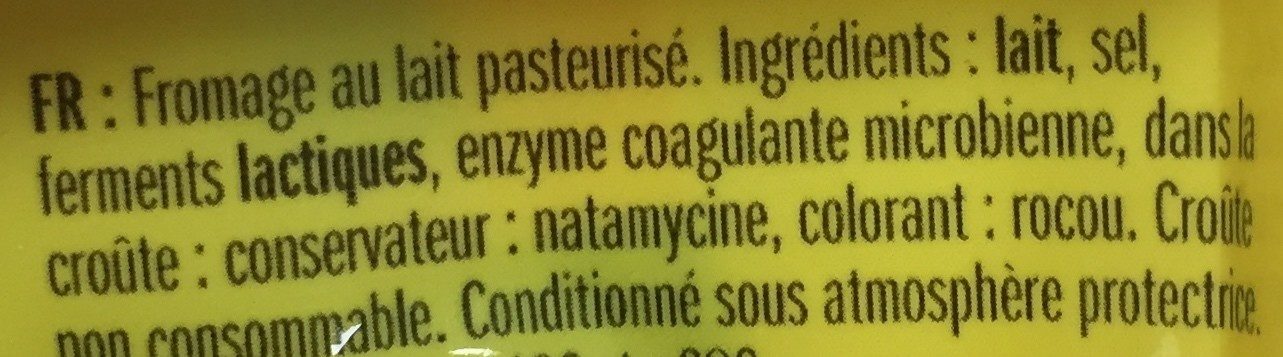 FR : Fromage au lait pasteurisé. Ingrédients : lait, sel,
ferments lactiques, enzyme coagulante microbienne, dans la
croûte : conservateur : natamycine, colorant : rocou. Croûte
non consommable. Conditionné sous atmosphère protectrice.